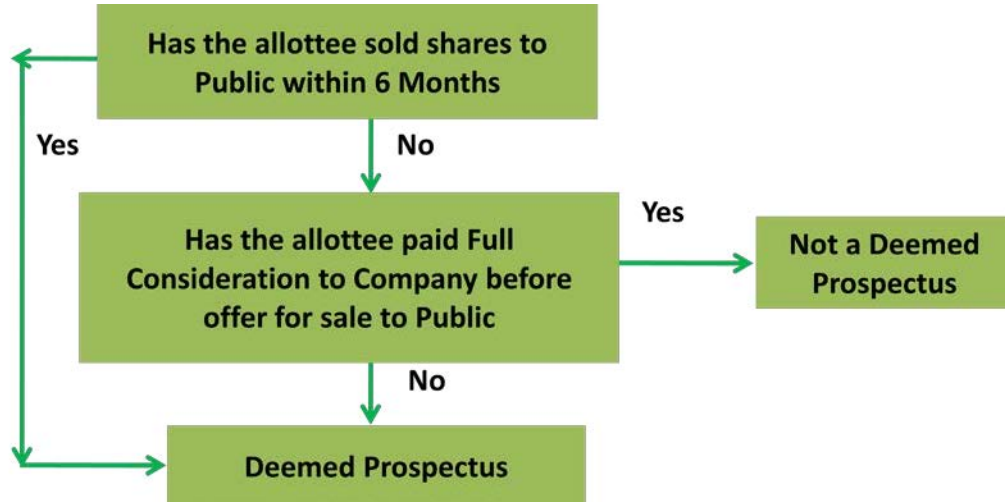 Has the allottee sold shares to
Public within 6 Months
Yes
No
Has the allottee paid Full
Consideration to Company before
offer for sale to Public
Yes
Not a Deemed
Prospectus
No
Deemed Prospectus